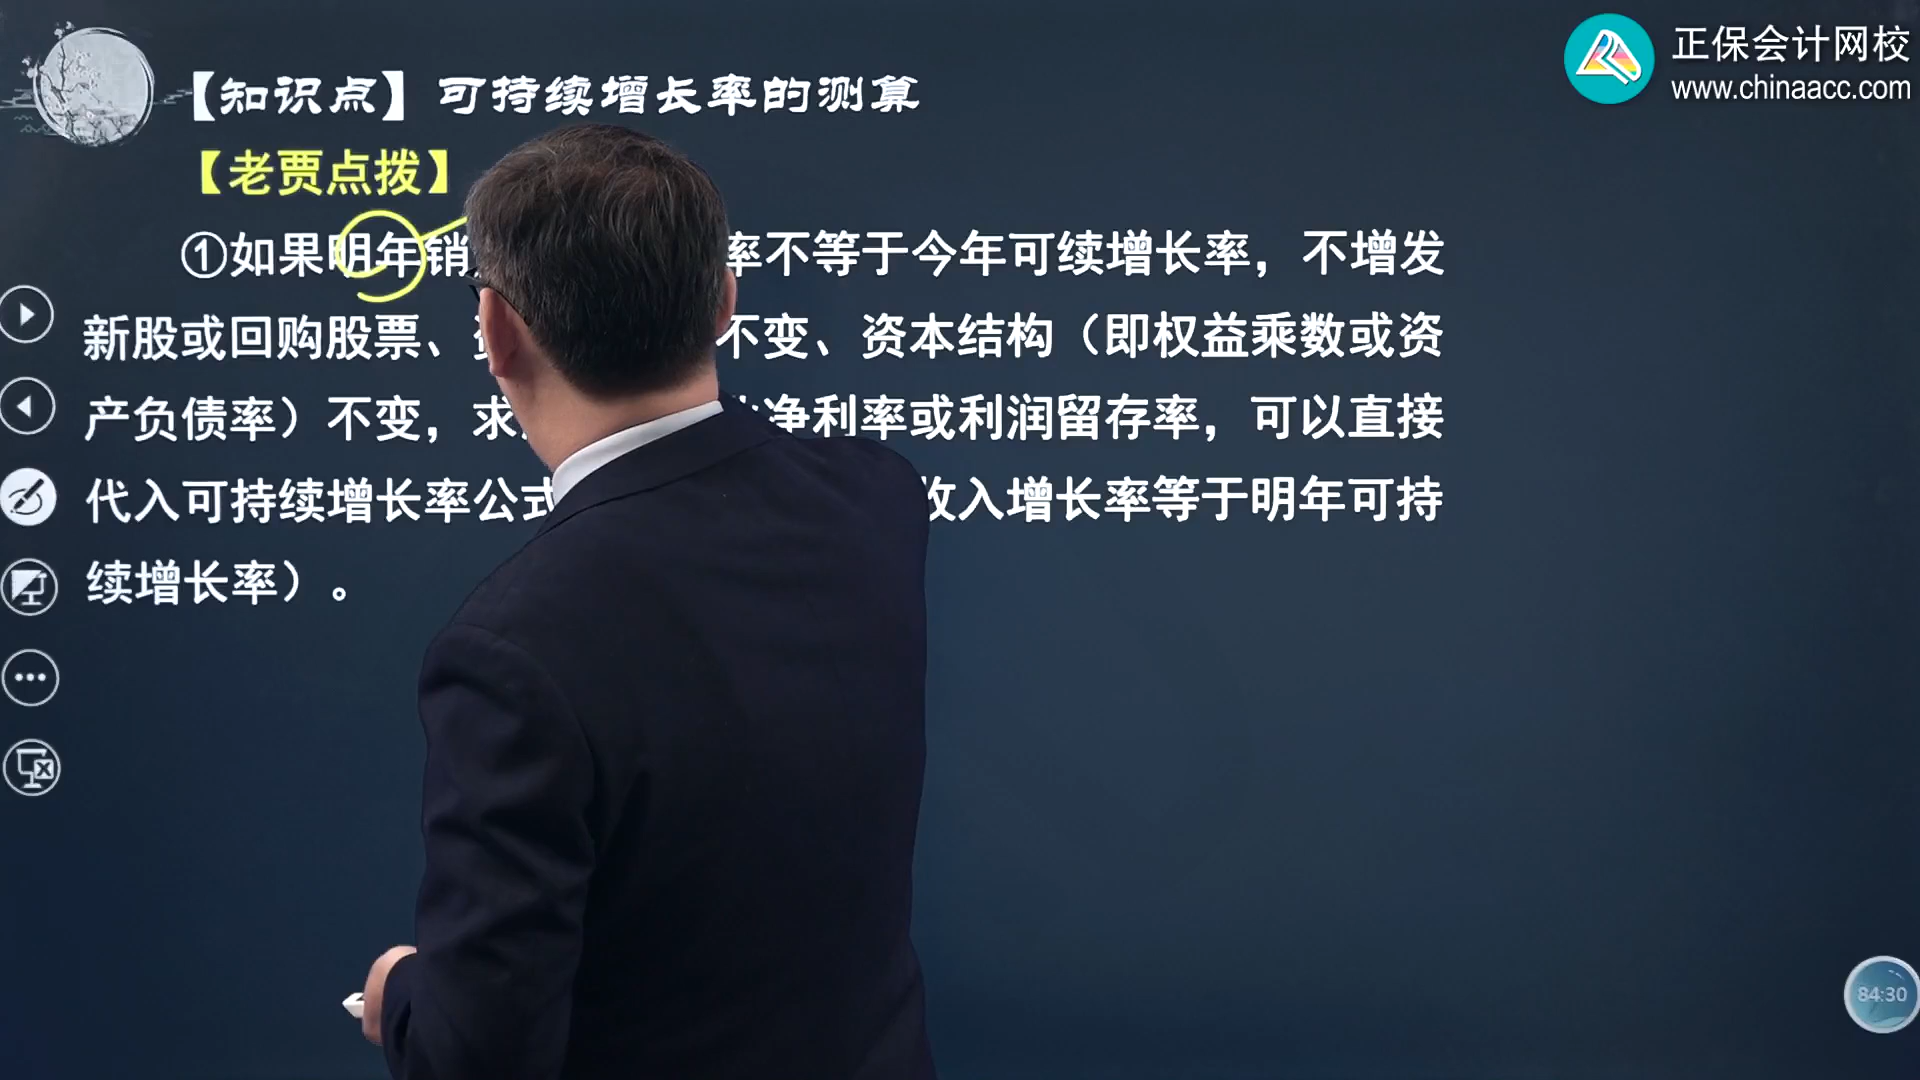 正保会计网校
www.chinaacc.com
【知识点】可持续增长率的测算
【老贾点拨】
①如果明年销 率不等于今年可续增长率，不增发
新股或回购股票、 不变、资本结构（即权益乘数或资
产负债率）不变，求 净利率或利润留存率，可以直接
代入可持续增长率公式 收入增长率等于明年可持
续增长率）。
84:30